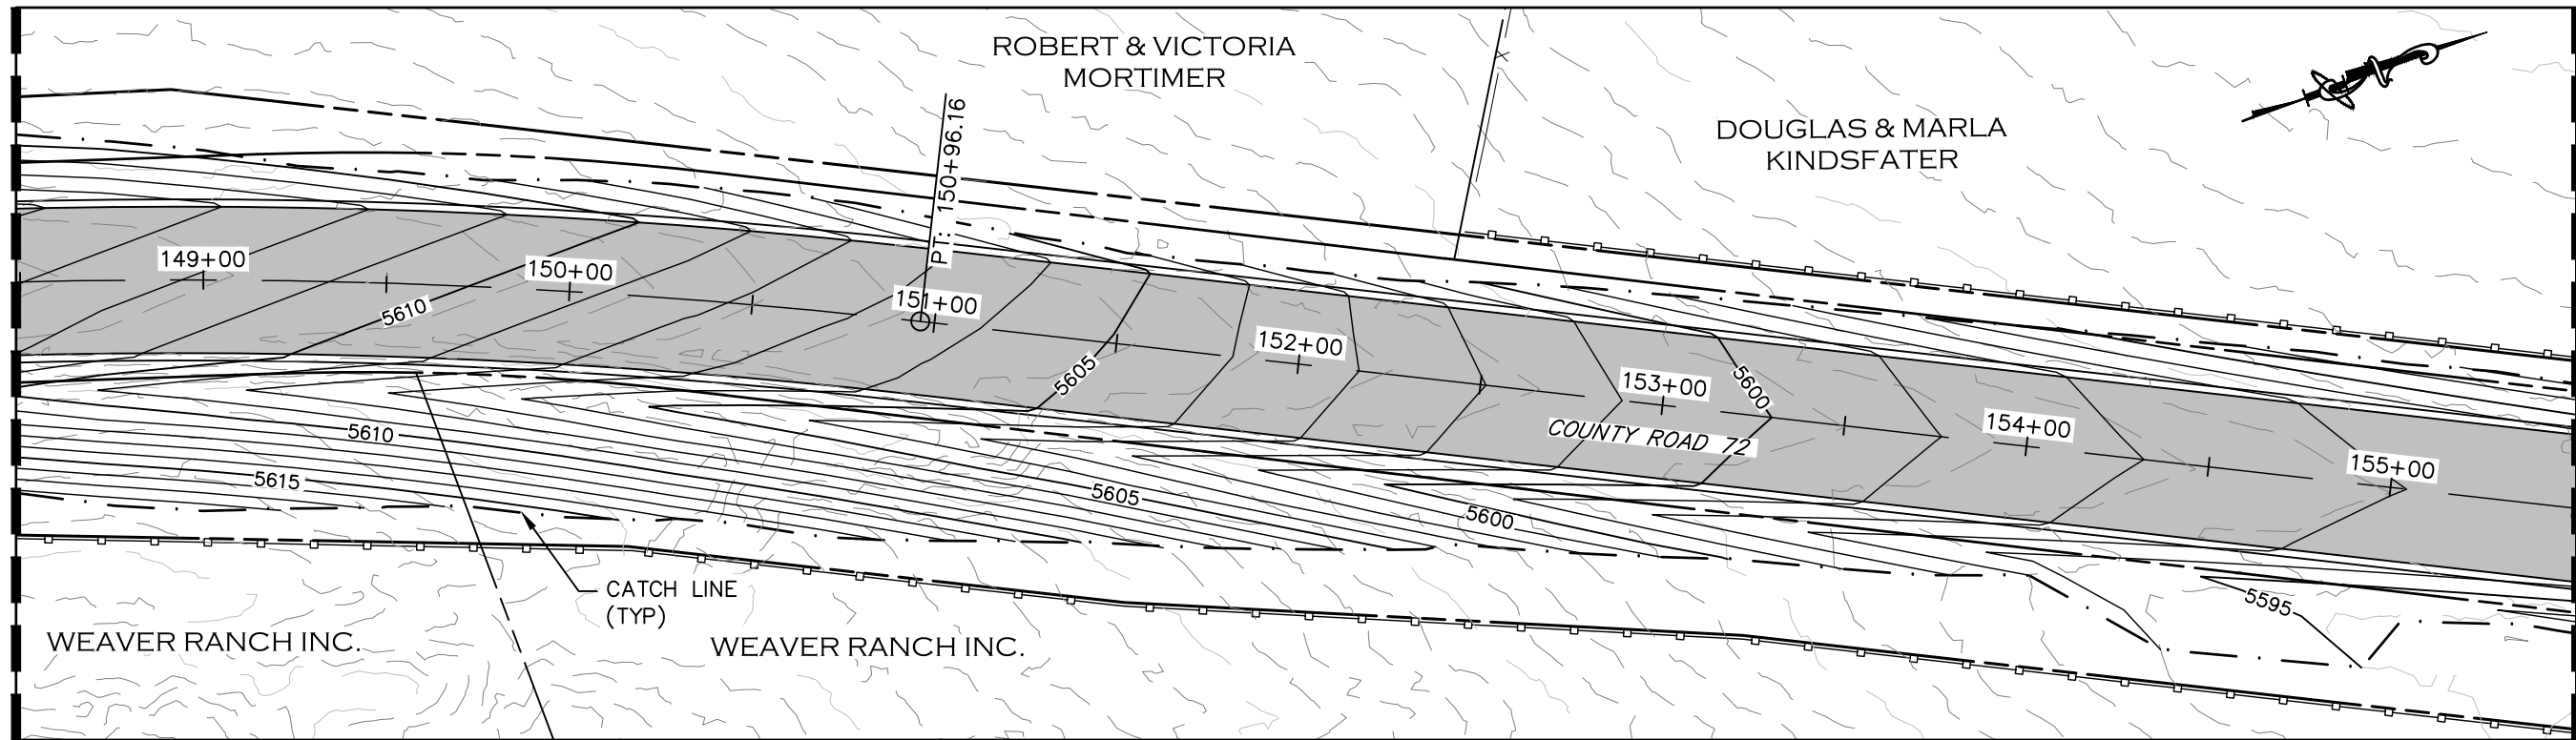 ROBERT & VICTORIA
MORTIMER
DOUGLAS & MARLA
KINDSFATER
PT: 150+96.16
149+00
150+00
151+00
152+00
153+00
154+00
155+00
5610
5605
5600
COUNTY ROAD 72
5610
5615
5605
5600
5595
CATCH LINE
(TYP)
WEAVER RANCH INC.
WEAVER RANCH INC.